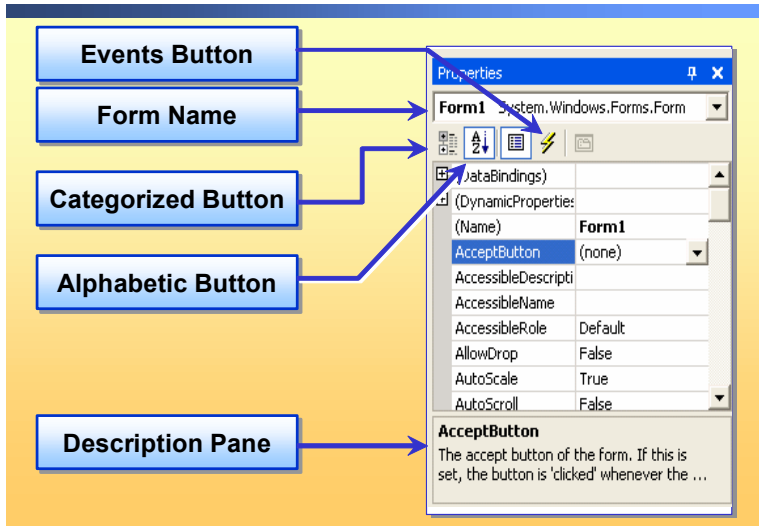 Events Button
Form Name
Categorized Button
Alphabetic Button
Description Pane
Properties
Form1 System.Windows.Forms.Form
(DataBindings)
(DynamicProperties
(Name) Form1
AcceptButton (none)
AccessibleDescripti
AccessibleName
AccessibleRole Default
AllowDrop False
AutoScale True
AutoScroll False
AcceptButton
The accept button of the form. If this is
set, the button is 'clicked' whenever the ...